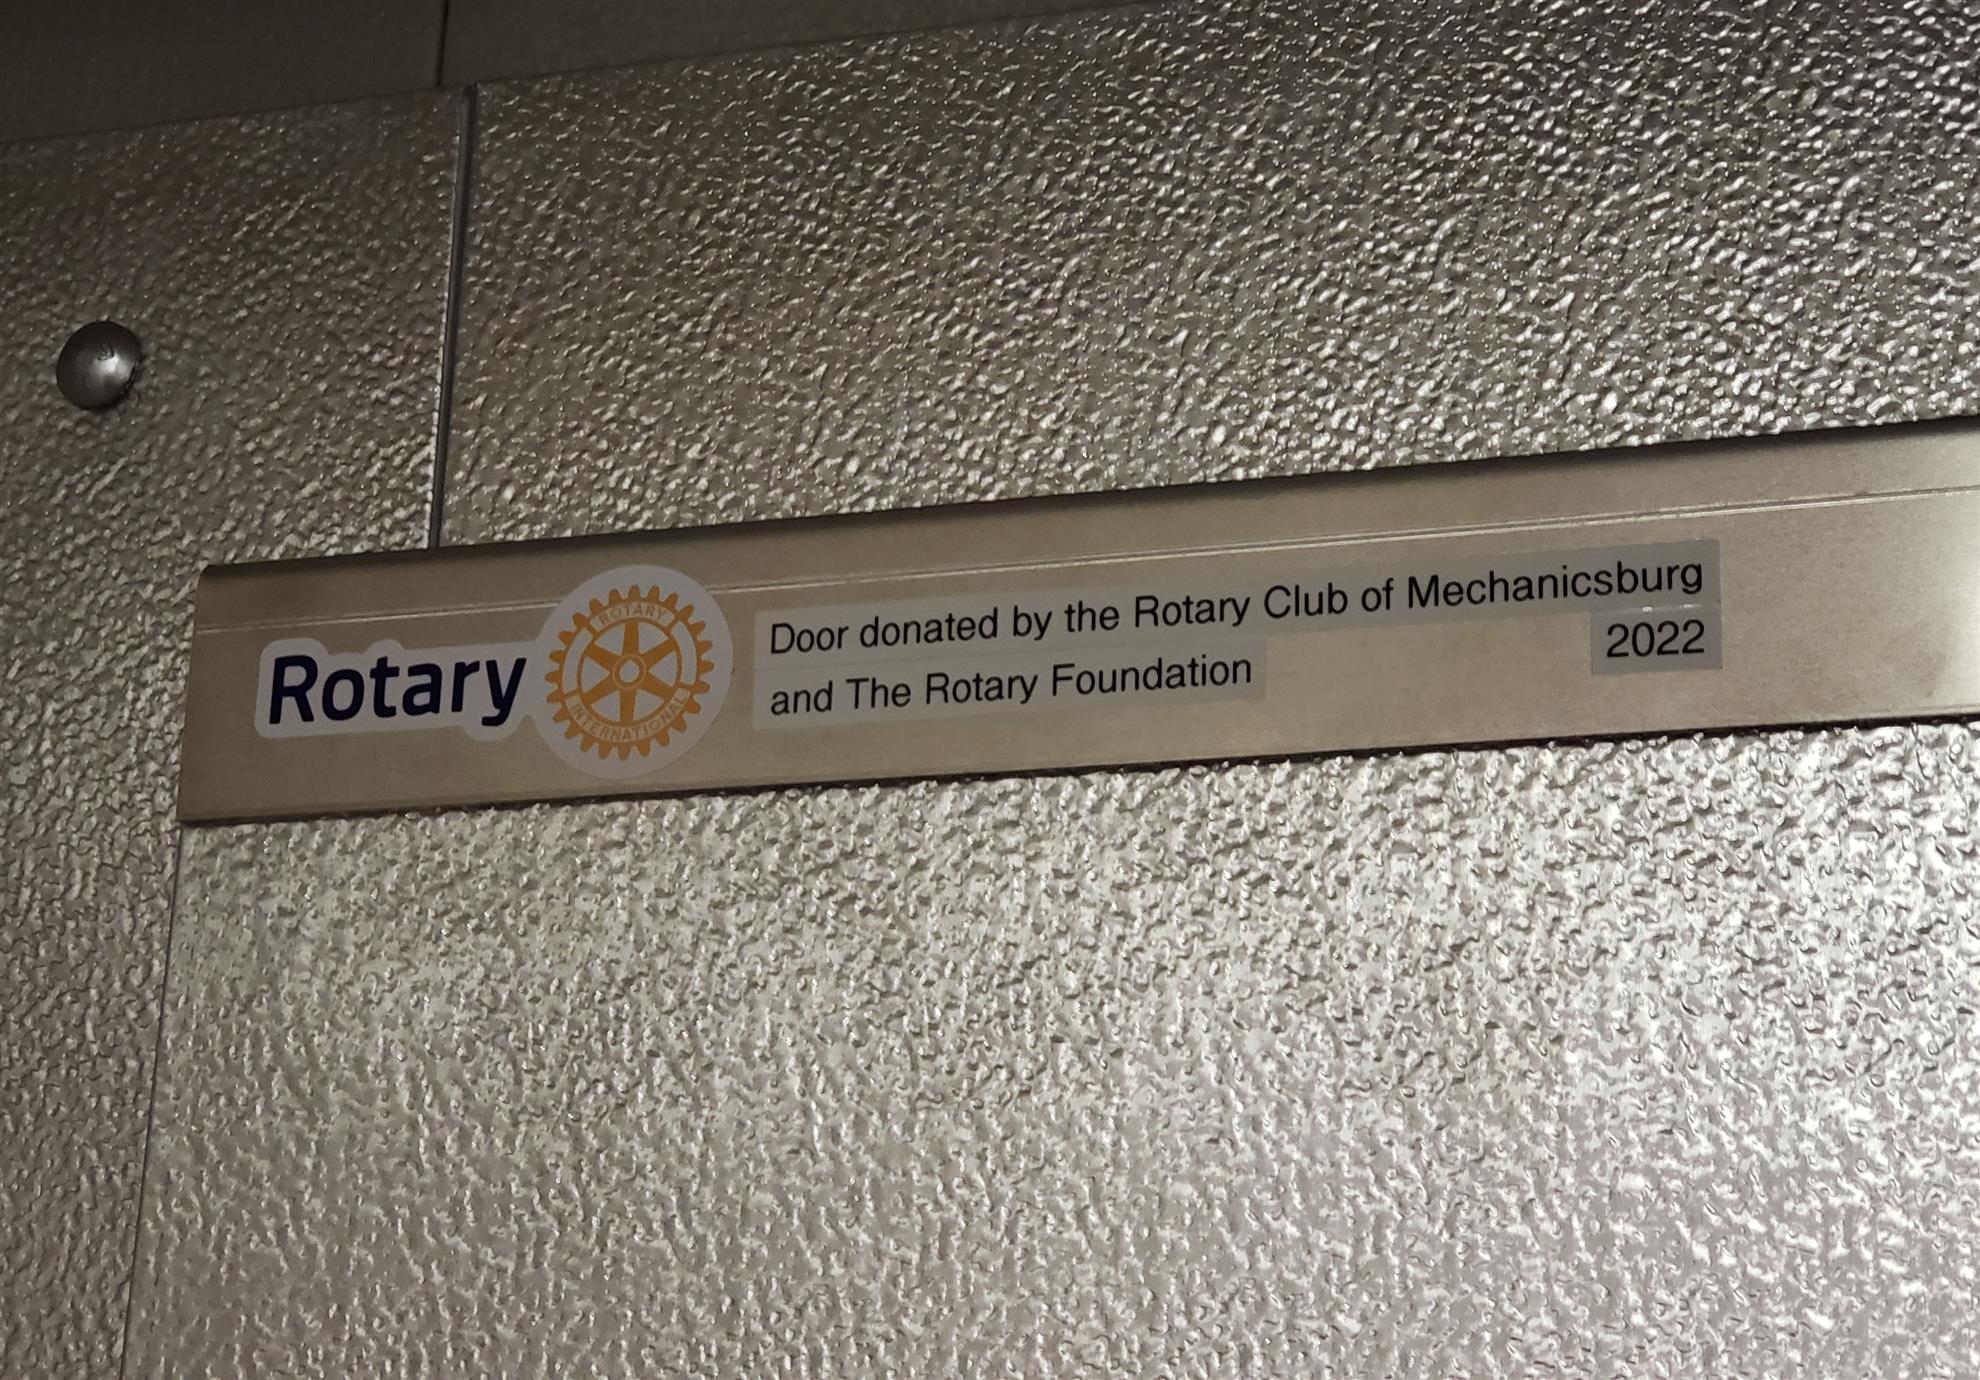 Rotary
ROTARY
INTERNATIONAL
Door donated by the Rotary Club of Mechanicsburg
and The Rotary Foundation
2022